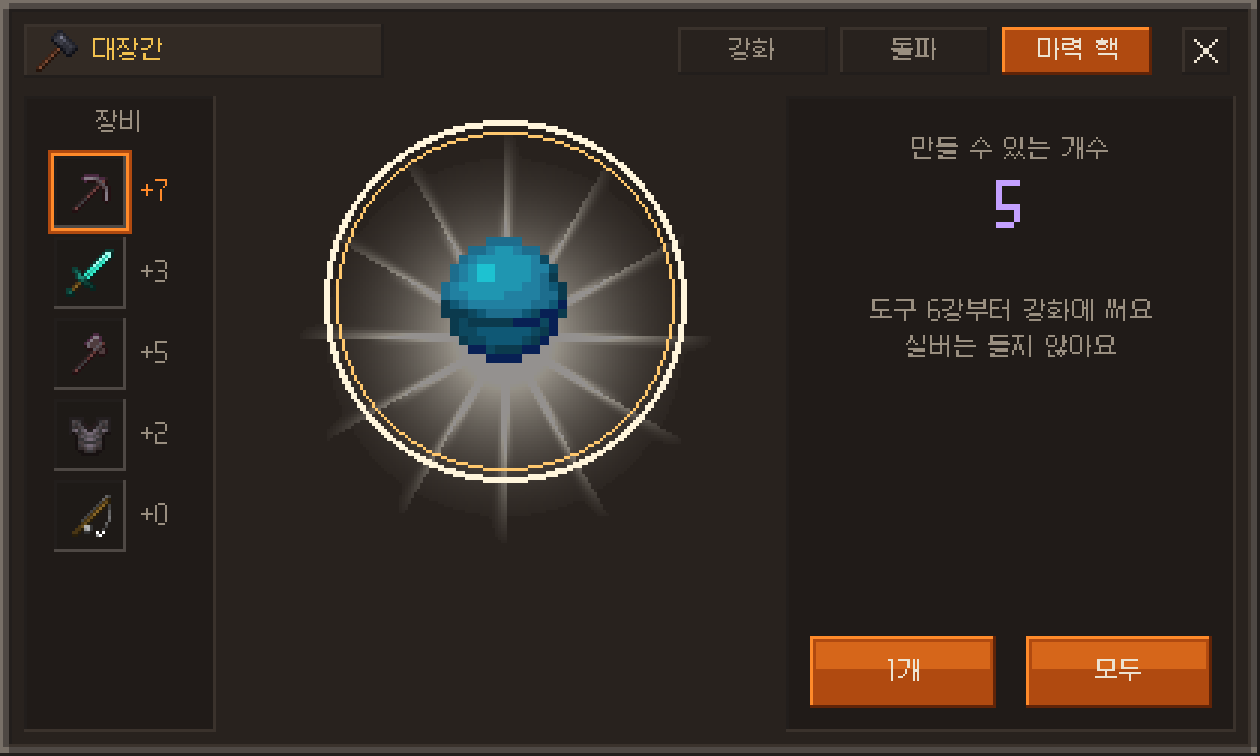 대장간
강화
돌파
마력 핵
장비
+7
+3
+5
+2
+0
만들 수 있는 개수
5
도구 6강부터 강화에 써요
실버는 들지 않아요
1개
모두